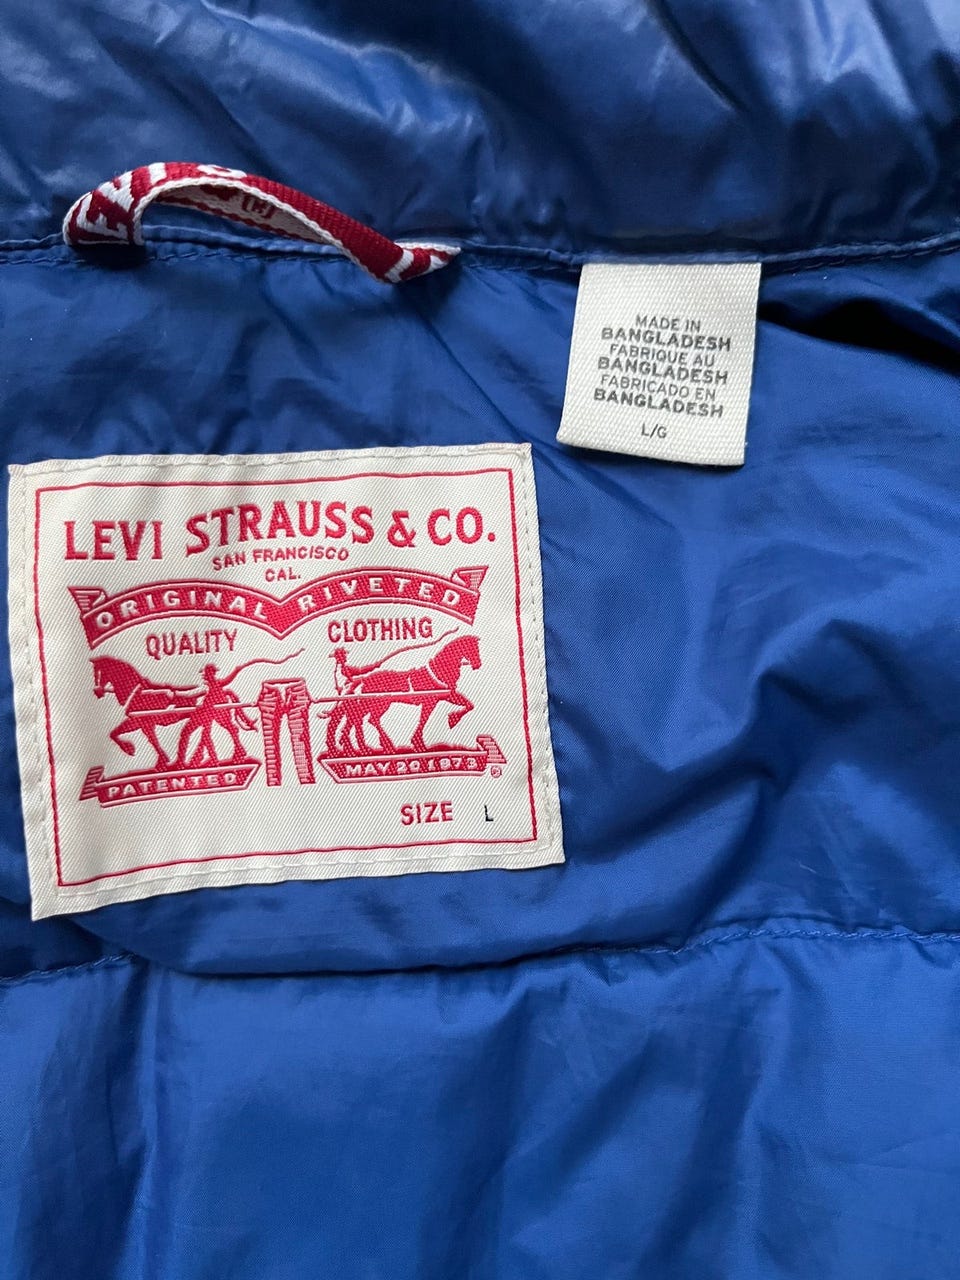 MADE IN
BANGLADESH
FABRIQUE AU
BANGLADESH
FABRICADO EN
BANGLADESH
L/G
LEVI STRAUSS & CO.
SAN FRANCISCO
CAL.
ORIGINAL RIVETED
QUALITY CLOTHING
PATENTED MAY 20 1873 ®
SIZE L